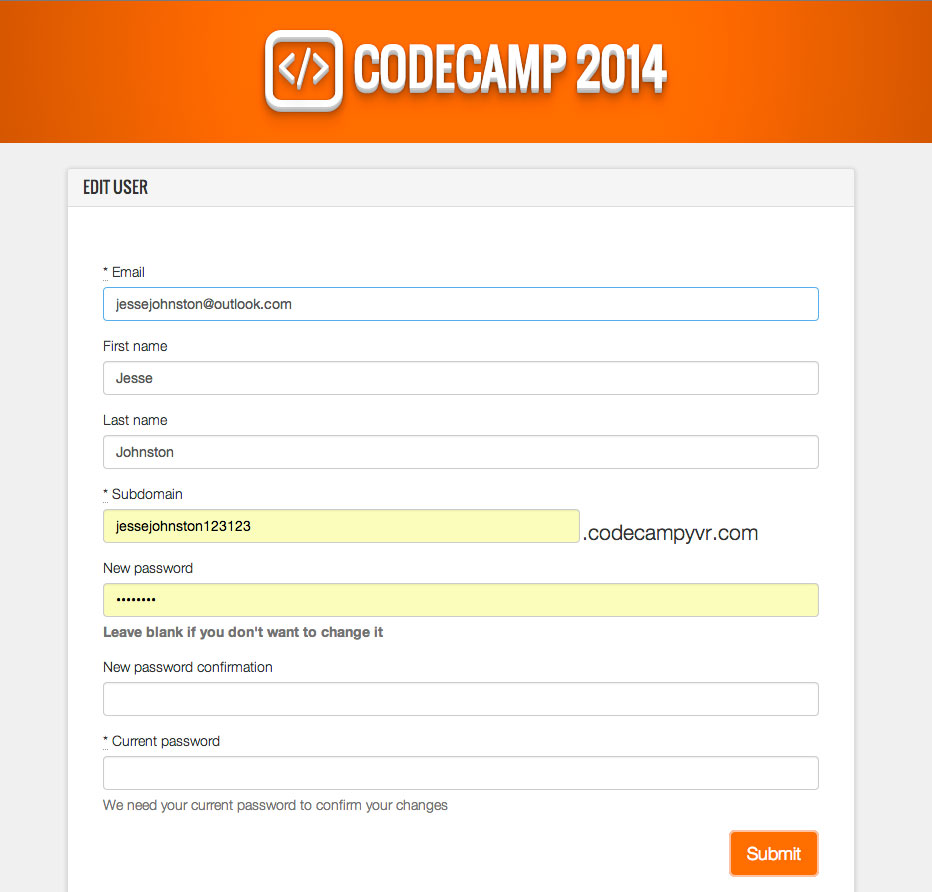 </> CODECAMP 2014
EDIT USER
* Email
jessejohnston@outlook.com
First name
Jesse
Last name
Johnston
* Subdomain
jessejohnston123123 .codecampyvr.com
New password
••••••••
Leave blank if you don't want to change it
New password confirmation
* Current password
We need your current password to confirm your changes
Submit